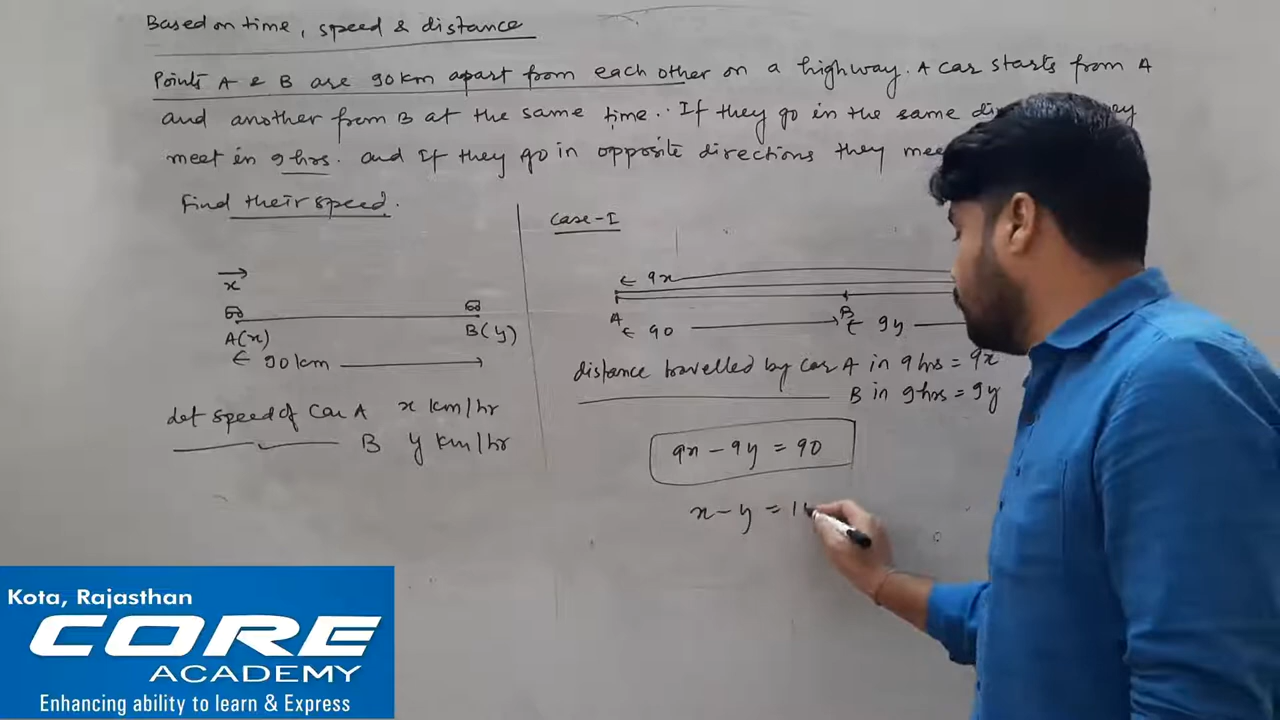 Based on time, speed & distance
Points A & B are 90 km apart from each other on a highway. A car starts from A
and another from B at the same time. If they go in the same
meet in 9 hrs. and if they go in opposite directions they
Find their speed.
Case-I
x
A(x)
B(y)
90 km
Let speed of Car A x km/hr
B y km/hr
9x
A
B
90
9y
distance travelled by car A in 9 hrs = 9x
B in 9 hrs = 9y
9x - 9y = 90
x - y =
Kota, Rajasthan
CORE
ACADEMY
Enhancing ability to learn & Express